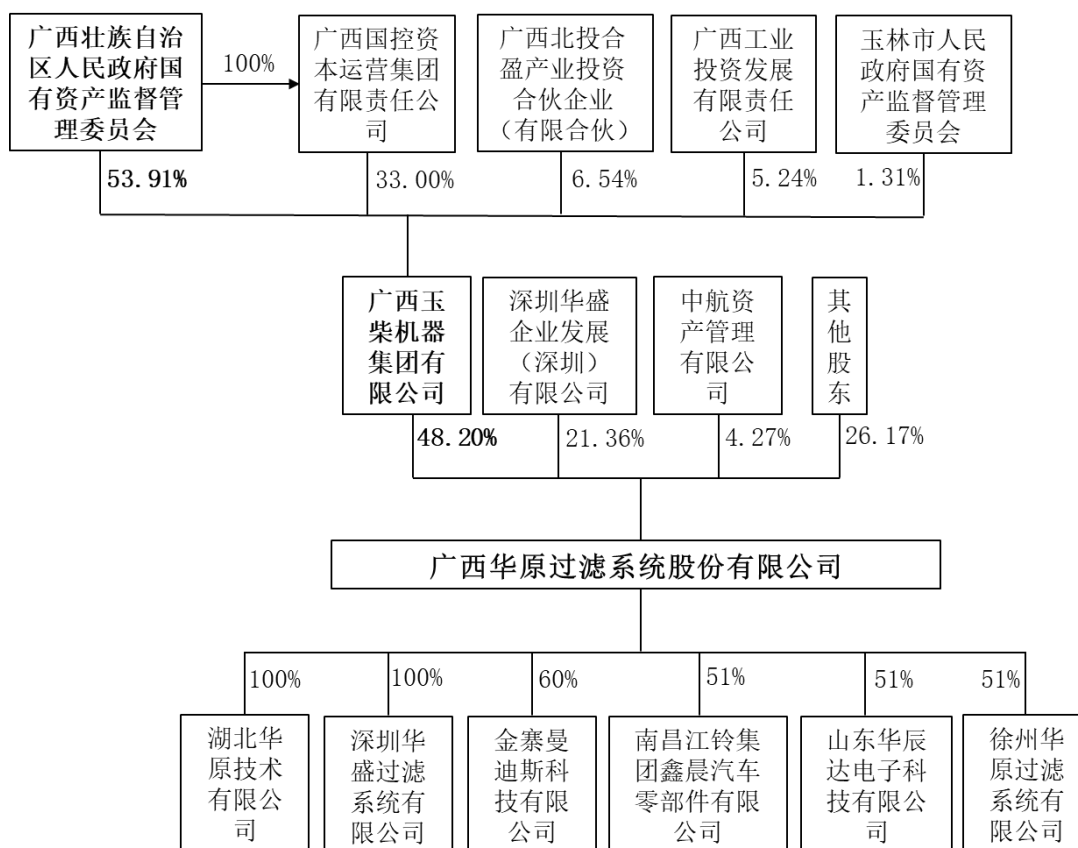 广西壮族自治
区人民政府国
有资产监督管
理委员会
100%
广西国控资
本运营集团
有限责任公
司
广西北投合
盈产业投资
合伙企业
（有限合伙）
广西工业
投资发展
有限责任
公司
玉林市人民
政府国有资
产监督管理
委员会
53.91%
33.00%
6.54%
5.24%
1.31%
广西玉
柴机器
集团有
限公司
深圳华盛
企业发展
（深圳）
有限公司
中航资
产管理
有限公
司
其
他
股
东
48.20%
21.36%
4.27%
26.17%
广西华原过滤系统股份有限公司
100%
100%
60%
51%
51%
51%
湖北华
原技术
有限公
司
深圳华
盛过滤
系统有
限公司
金寨曼
迪斯科
技有限
公司
南昌江铃集
团鑫晨汽车
零部件有限
公司
山东华辰
达电子科
技有限公
司
徐州华
原过滤
系统有
限公司